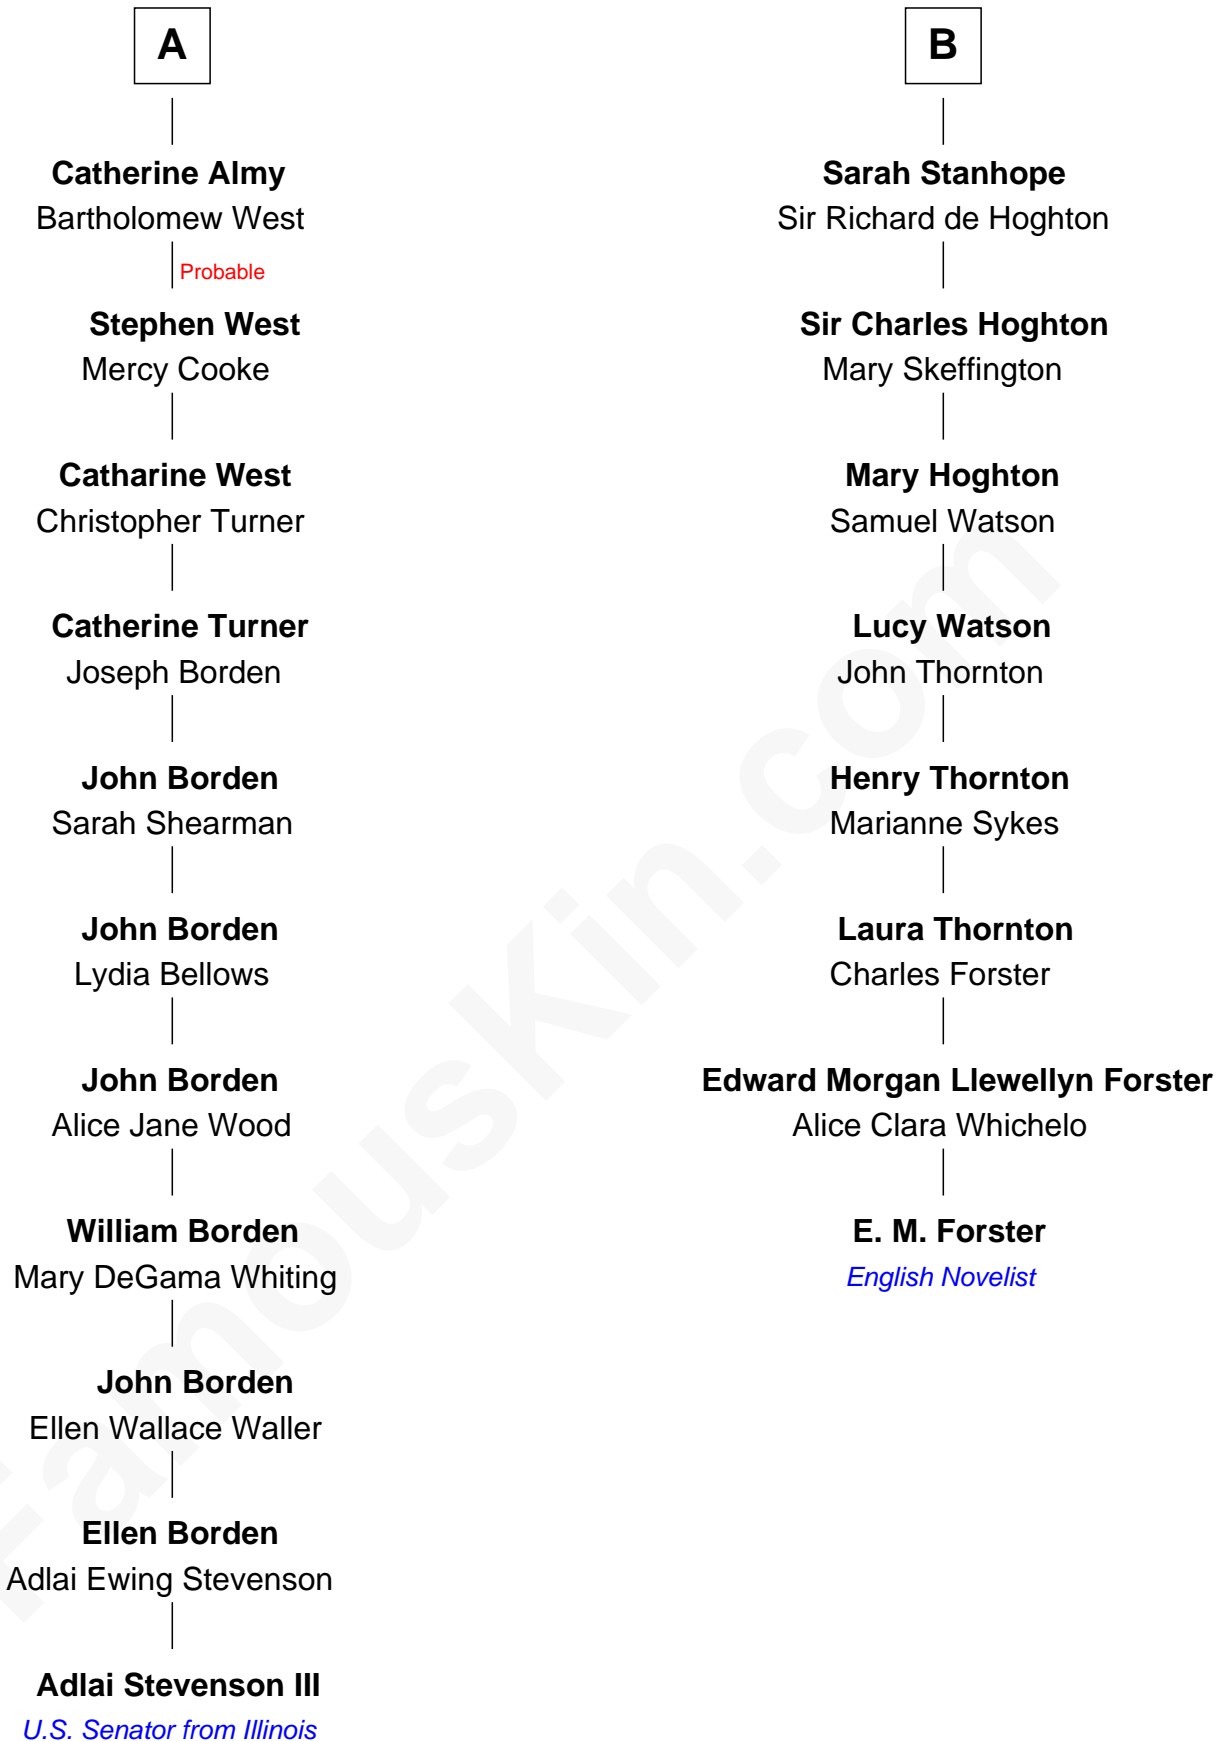 A
Catherine Almy
Bartholomew West
Probable
Stephen West
Mercy Cooke
Catharine West
Christopher Turner
Catherine Turner
Joseph Borden
John Borden
Sarah Shearman
John Borden
Lydia Bellows
John Borden
Alice Jane Wood
William Borden
Mary DeGama Whiting
John Borden
Ellen Wallace Waller
Ellen Borden
Adlai Ewing Stevenson
Adlai Stevenson III
U.S. Senator from Illinois
B
Sarah Stanhope
Sir Richard de Hoghton
Sir Charles Hoghton
Mary Skeffington
Mary Hoghton
Samuel Watson
Lucy Watson
John Thornton
Henry Thornton
Marianne Sykes
Laura Thornton
Charles Forster
Edward Morgan Llewellyn Forster
Alice Clara Whichelo
E. M. Forster
English Novelist
FamousKin.com